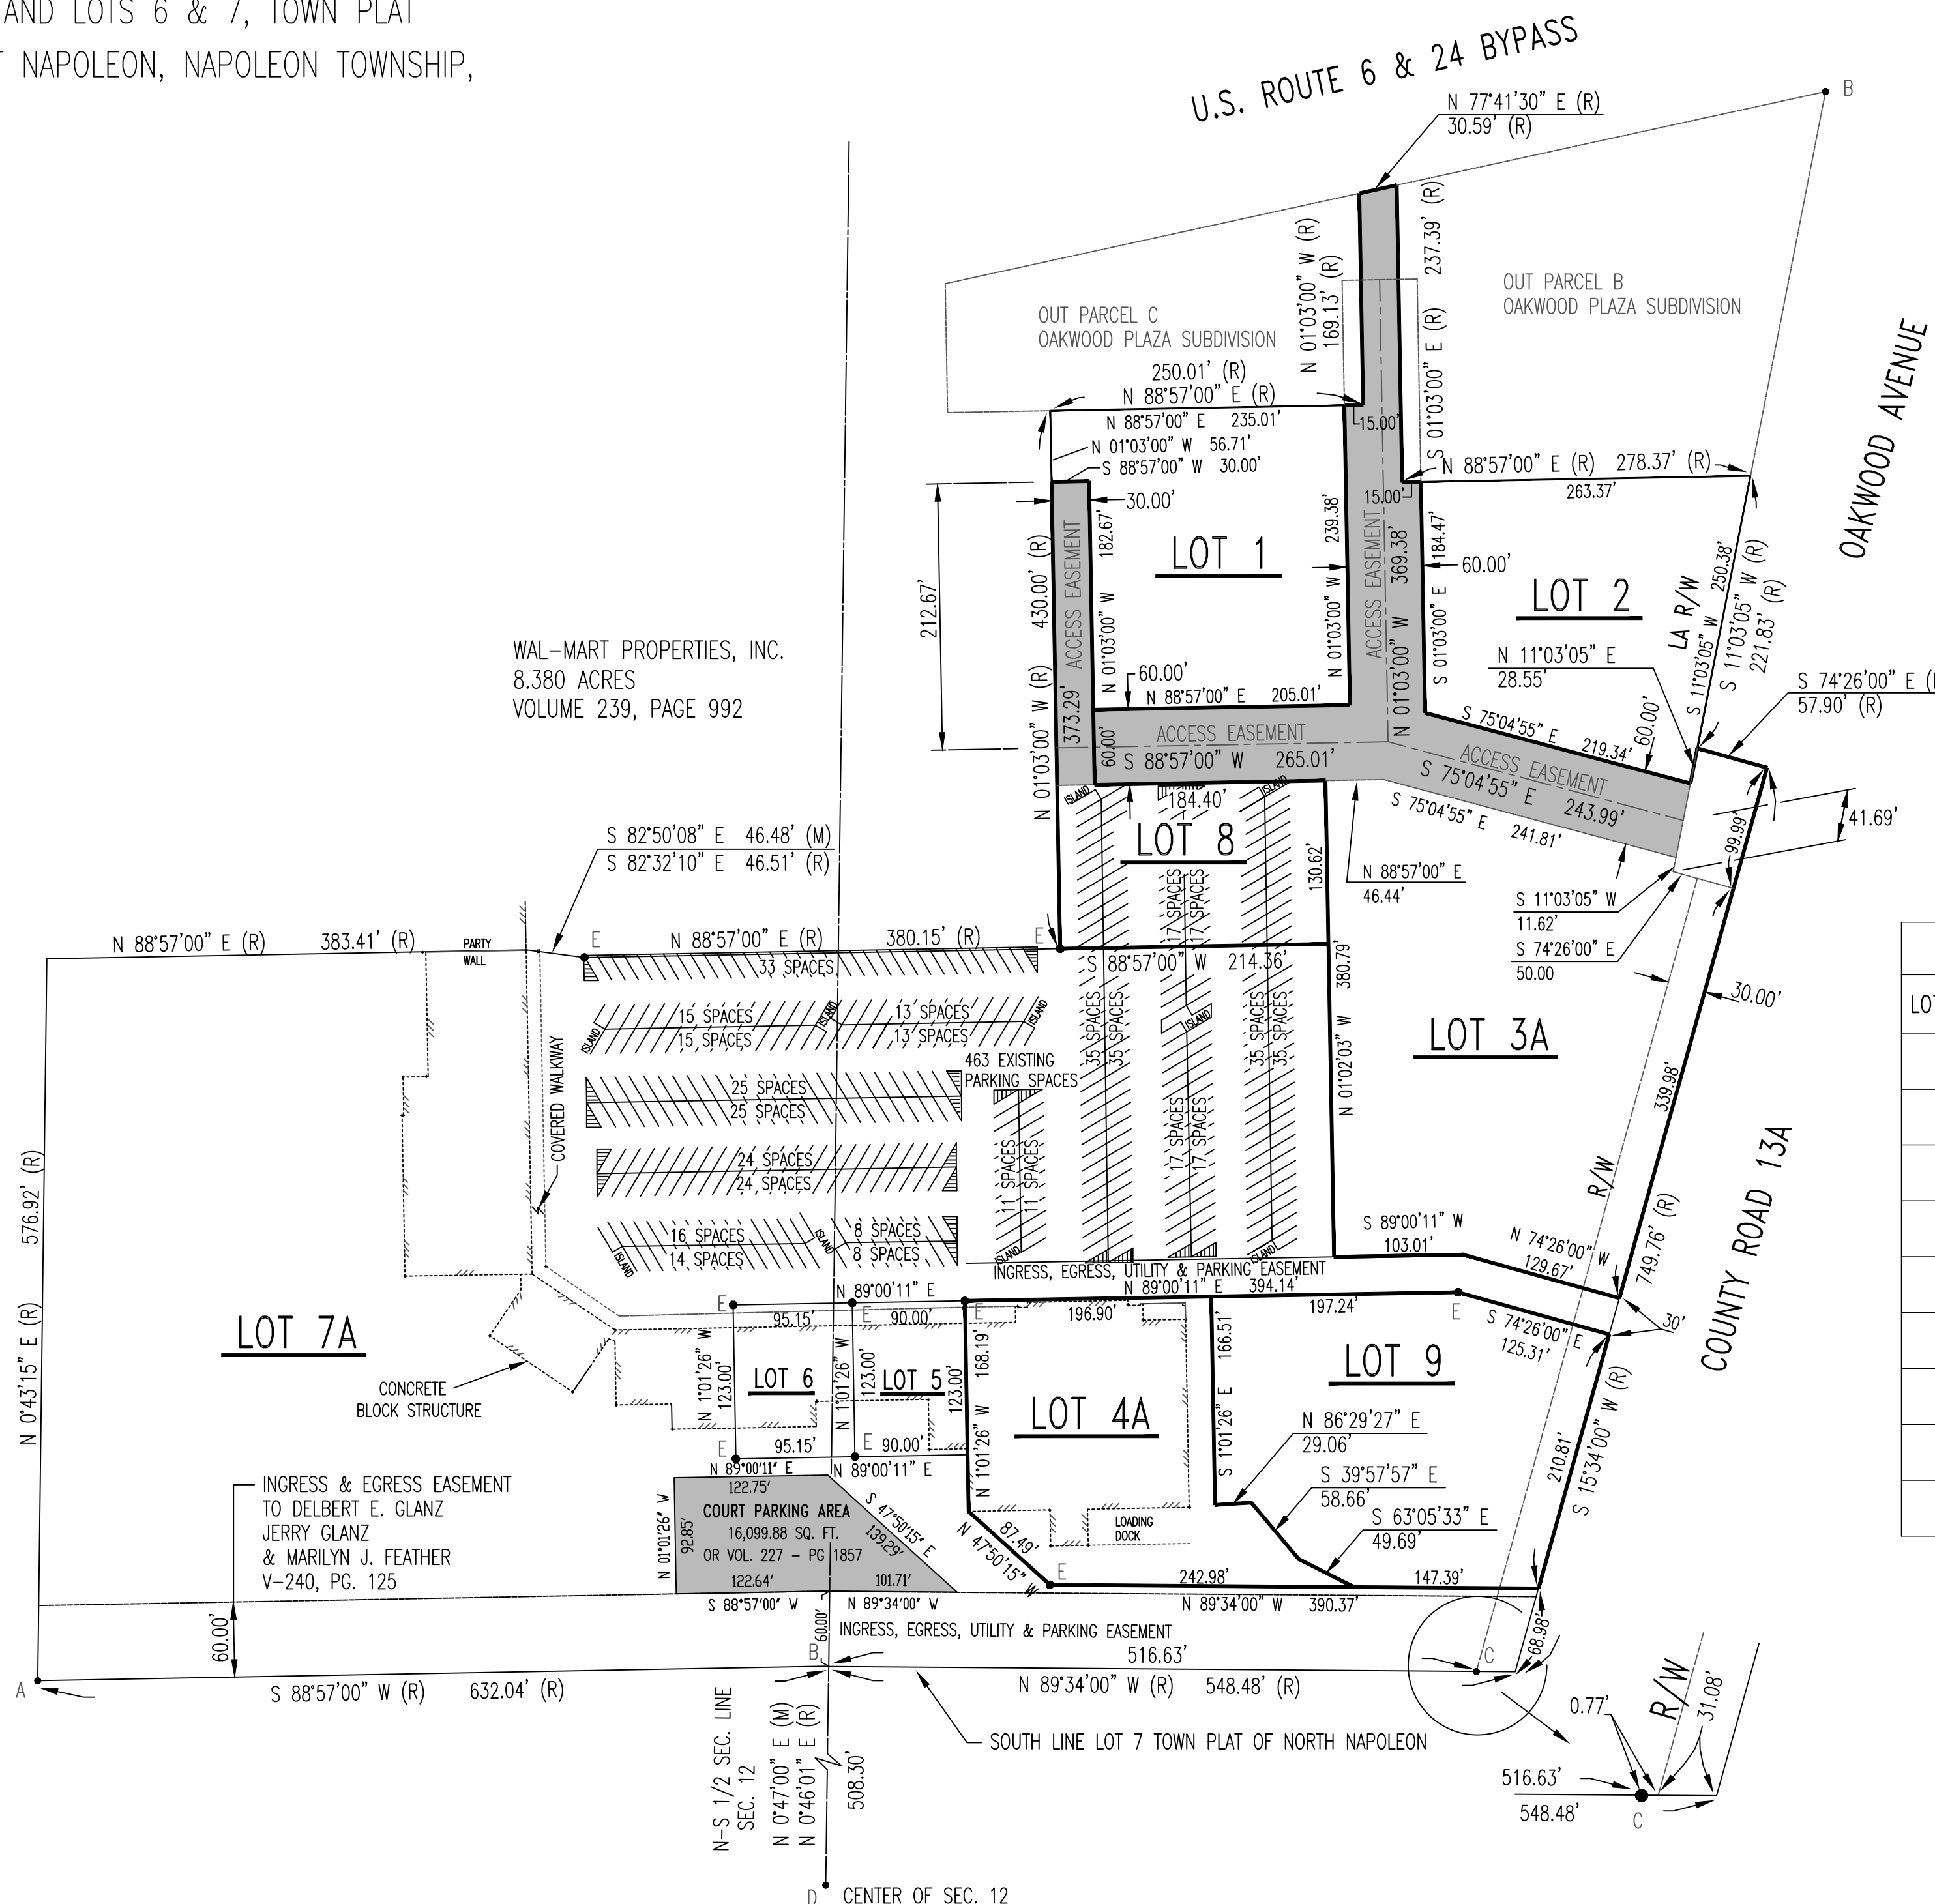 AND LOTS 6 & 7, TOWN PLAT
NAPOLEON, NAPOLEON TOWNSHIP,
U.S. ROUTE 6 & 24 BYPASS
N 77°41'30" E (R)
30.59' (R)
B
OUT PARCEL C
OAKWOOD PLAZA SUBDIVISION
OUT PARCEL B
OAKWOOD PLAZA SUBDIVISION
N 01°03'00" W (R)
169.13' (R)
S 01°03'00" E (R) 237.39' (R)
OAKWOOD AVENUE
250.01' (R)
N 88°57'00" E (R)
N 88°57'00" E 235.01'
N 01°03'00" W 56.71'
S 88°57'00" W 30.00'
15.00'
N 88°57'00" E (R) 278.37' (R)
263.37'
15.00'
30.00'
212.67'
N 01°03'00" W (R) 430.00' (R)
373.29' ACCESS EASEMENT
N 01°03'00" W 182.67'
LOT 1
N 01°03'00" W 239.38'
ACCESS EASEMENT
N 01°03'00" W 369.38'
S 01°03'00" E 184.47'
60.00'
LOT 2
LA R/W
S 11°03'05" W 250.38'
S 11°03'05" W (R)
221.83' (R)
N 11°03'05" E
28.55'
S 74°26'00" E
57.90' (R)
WAL-MART PROPERTIES, INC.
8.380 ACRES
VOLUME 239, PAGE 992
60.00'
N 88°57'00" E 205.01'
ACCESS EASEMENT
60.00'
S 88°57'00" W 265.01'
S 75°04'55" E 219.34'
60.00'
ACCESS EASEMENT
S 75°04'55" E 243.99'
S 75°04'55" E 241.81'
41.69'
99.99'
ISLAND
ISLAND
184.40'
LOT 8
130.62'
N 88°57'00" E
46.44'
S 11°03'05" W
11.62'
S 74°26'00" E
50.00
30.00'
S 82°50'08" E 46.48' (M)
S 82°32'10" E 46.51' (R)
17 SPACES
17 SPACES
N 88°57'00" E (R) 383.41' (R)
PARTY
WALL
E
N 88°57'00" E (R) 380.15' (R)
E
33 SPACES
S 88°57'00" W 214.36'
LOT
15 SPACES
15 SPACES
13 SPACES
13 SPACES
ISLAND
ISLAND
ISLAND
ISLAND
35 SPACES
35 SPACES
35 SPACES
35 SPACES
N 01°02'03" W 380.79'
LOT 3A
463 EXISTING
PARKING SPACES
25 SPACES
25 SPACES
COVERED WALKWAY
24 SPACES
24 SPACES
11 SPACES
11 SPACES
17 SPACES
17 SPACES
339.98'
COUNTY ROAD 13A
R/W
749.76' (R)
S 15°34'00" W (R)
N 0°43'15" E (R) 576.92' (R)
16 SPACES
14 SPACES
8 SPACES
8 SPACES
ISLAND
ISLAND
ISLAND
ISLAND
S 89°00'11" W
103.01'
N 74°26'00" W
129.67'
INGRESS, EGRESS, UTILITY & PARKING EASEMENT
N 89°00'11" E 394.14'
N 89°00'11" E
E
E
E
E
95.15'
90.00'
196.90'
197.24'
S 74°26'00" E
125.31'
30'
LOT 7A
CONCRETE
BLOCK STRUCTURE
N 1°01'26" W
123.00'
LOT 6
N 1°01'26" W
123.00'
LOT 5
123.00'
N 1°01'26" W 168.19'
LOT 4A
S 1°01'26" E 166.51'
LOT 9
N 86°29'27" E
29.06'
S 39°57'57" E
58.66'
S 63°05'33" E
49.69'
210.81'
E
95.15'
E
90.00'
N 89°00'11" E
N 89°00'11" E
INGRESS & EGRESS EASEMENT
TO DELBERT E. GLANZ
JERRY GLANZ
& MARILYN J. FEATHER
V-240, PG. 125
122.75'
COURT PARKING AREA
16,099.88 SQ. FT.
OR VOL. 227 - PG 1857
N 01°01'26" W
92.85'
S 47°50'15" E
139.29'
122.64'
101.71'
LOADING
DOCK
87.49'
N 47°50'15" W
E
242.98'
147.39'
S 88°57'00" W
N 89°34'00" W
N 89°34'00" W 390.37'
60.00'
60.00'
INGRESS, EGRESS, UTILITY & PARKING EASEMENT
68.98'
A
B
516.63'
C
S 88°57'00" W (R) 632.04' (R)
N 89°34'00" W (R) 548.48' (R)
N-S 1/2 SEC. LINE
SEC. 12
N 0°47'00" E (M)
N 0°46'01" E (R)
508.30'
SOUTH LINE LOT 7 TOWN PLAT OF NORTH NAPOLEON
0.77'
R/W
31.08'
516.63'
548.48'
C
D
CENTER OF SEC. 12